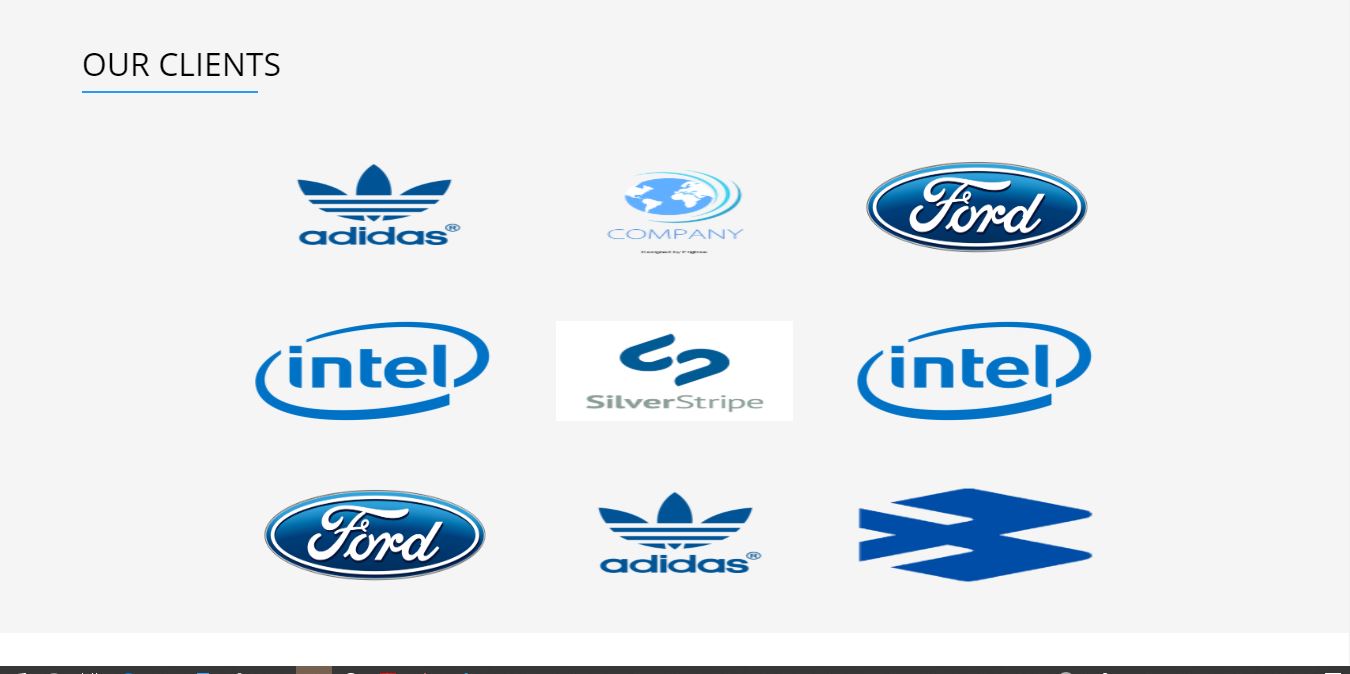 OUR CLIENTS
adidas®
COMPANY
Ford
intel
SilverStripe
intel
Ford
adidas®